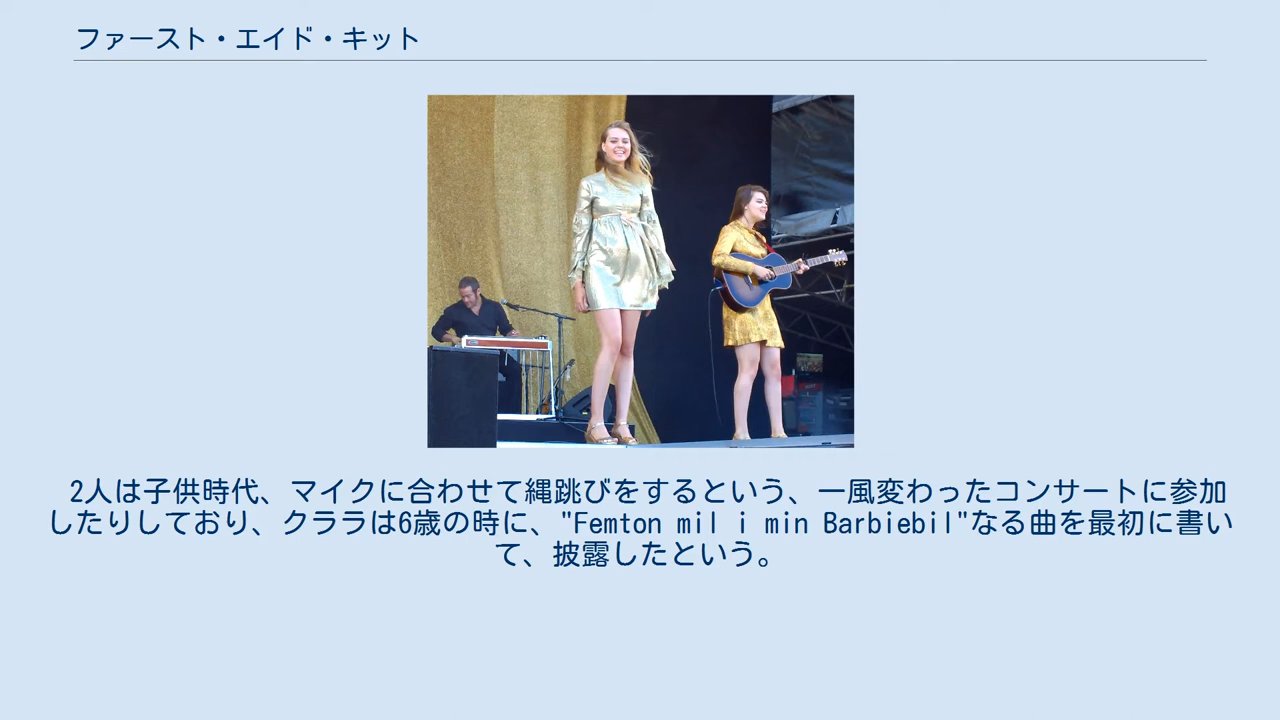 ファースト・エイド・キット
2人は子供時代、マイクに合わせて縄跳びをするという、一風変わったコンサートに参加
したりしており、クララは6歳の時に、"Femton mil i min Barbiebil"なる曲を最初に書い
て、披露したという。